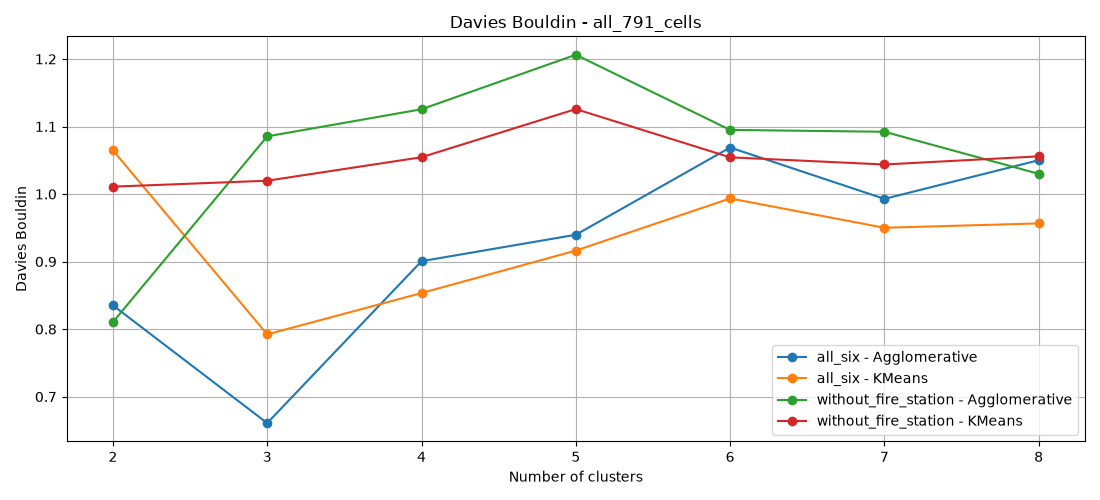 Davies Bouldin - all_791_cells
Davies Bouldin
1.2
1.1
1.0
0.9
0.8
0.7
all_six - Agglomerative
all_six - KMeans
without_fire_station - Agglomerative
without_fire_station - KMeans
2 3 4 5 6 7 8
Number of clusters